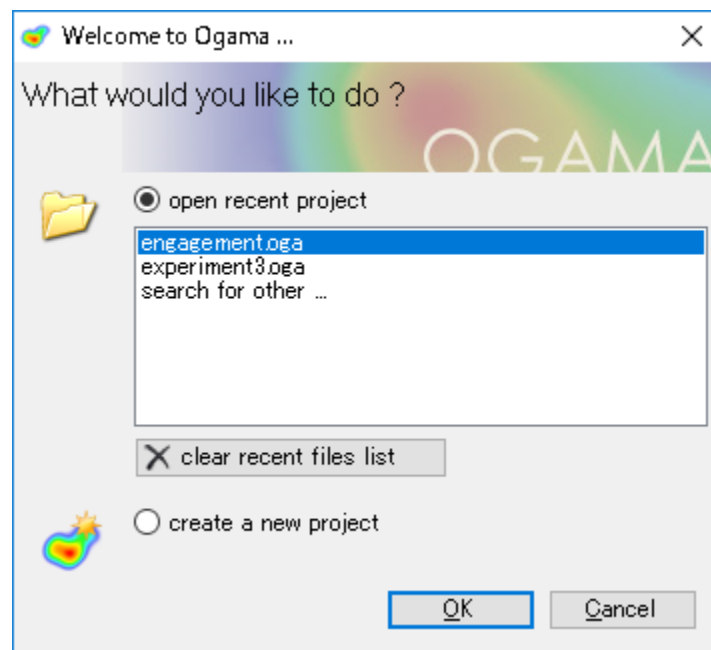 Welcome to Ogama ...
What would you like to do ?
OGAMA
open recent project
engagement.oga
experiment3.oga
search for other ...
clear recent files list
create a new project
OK
Cancel